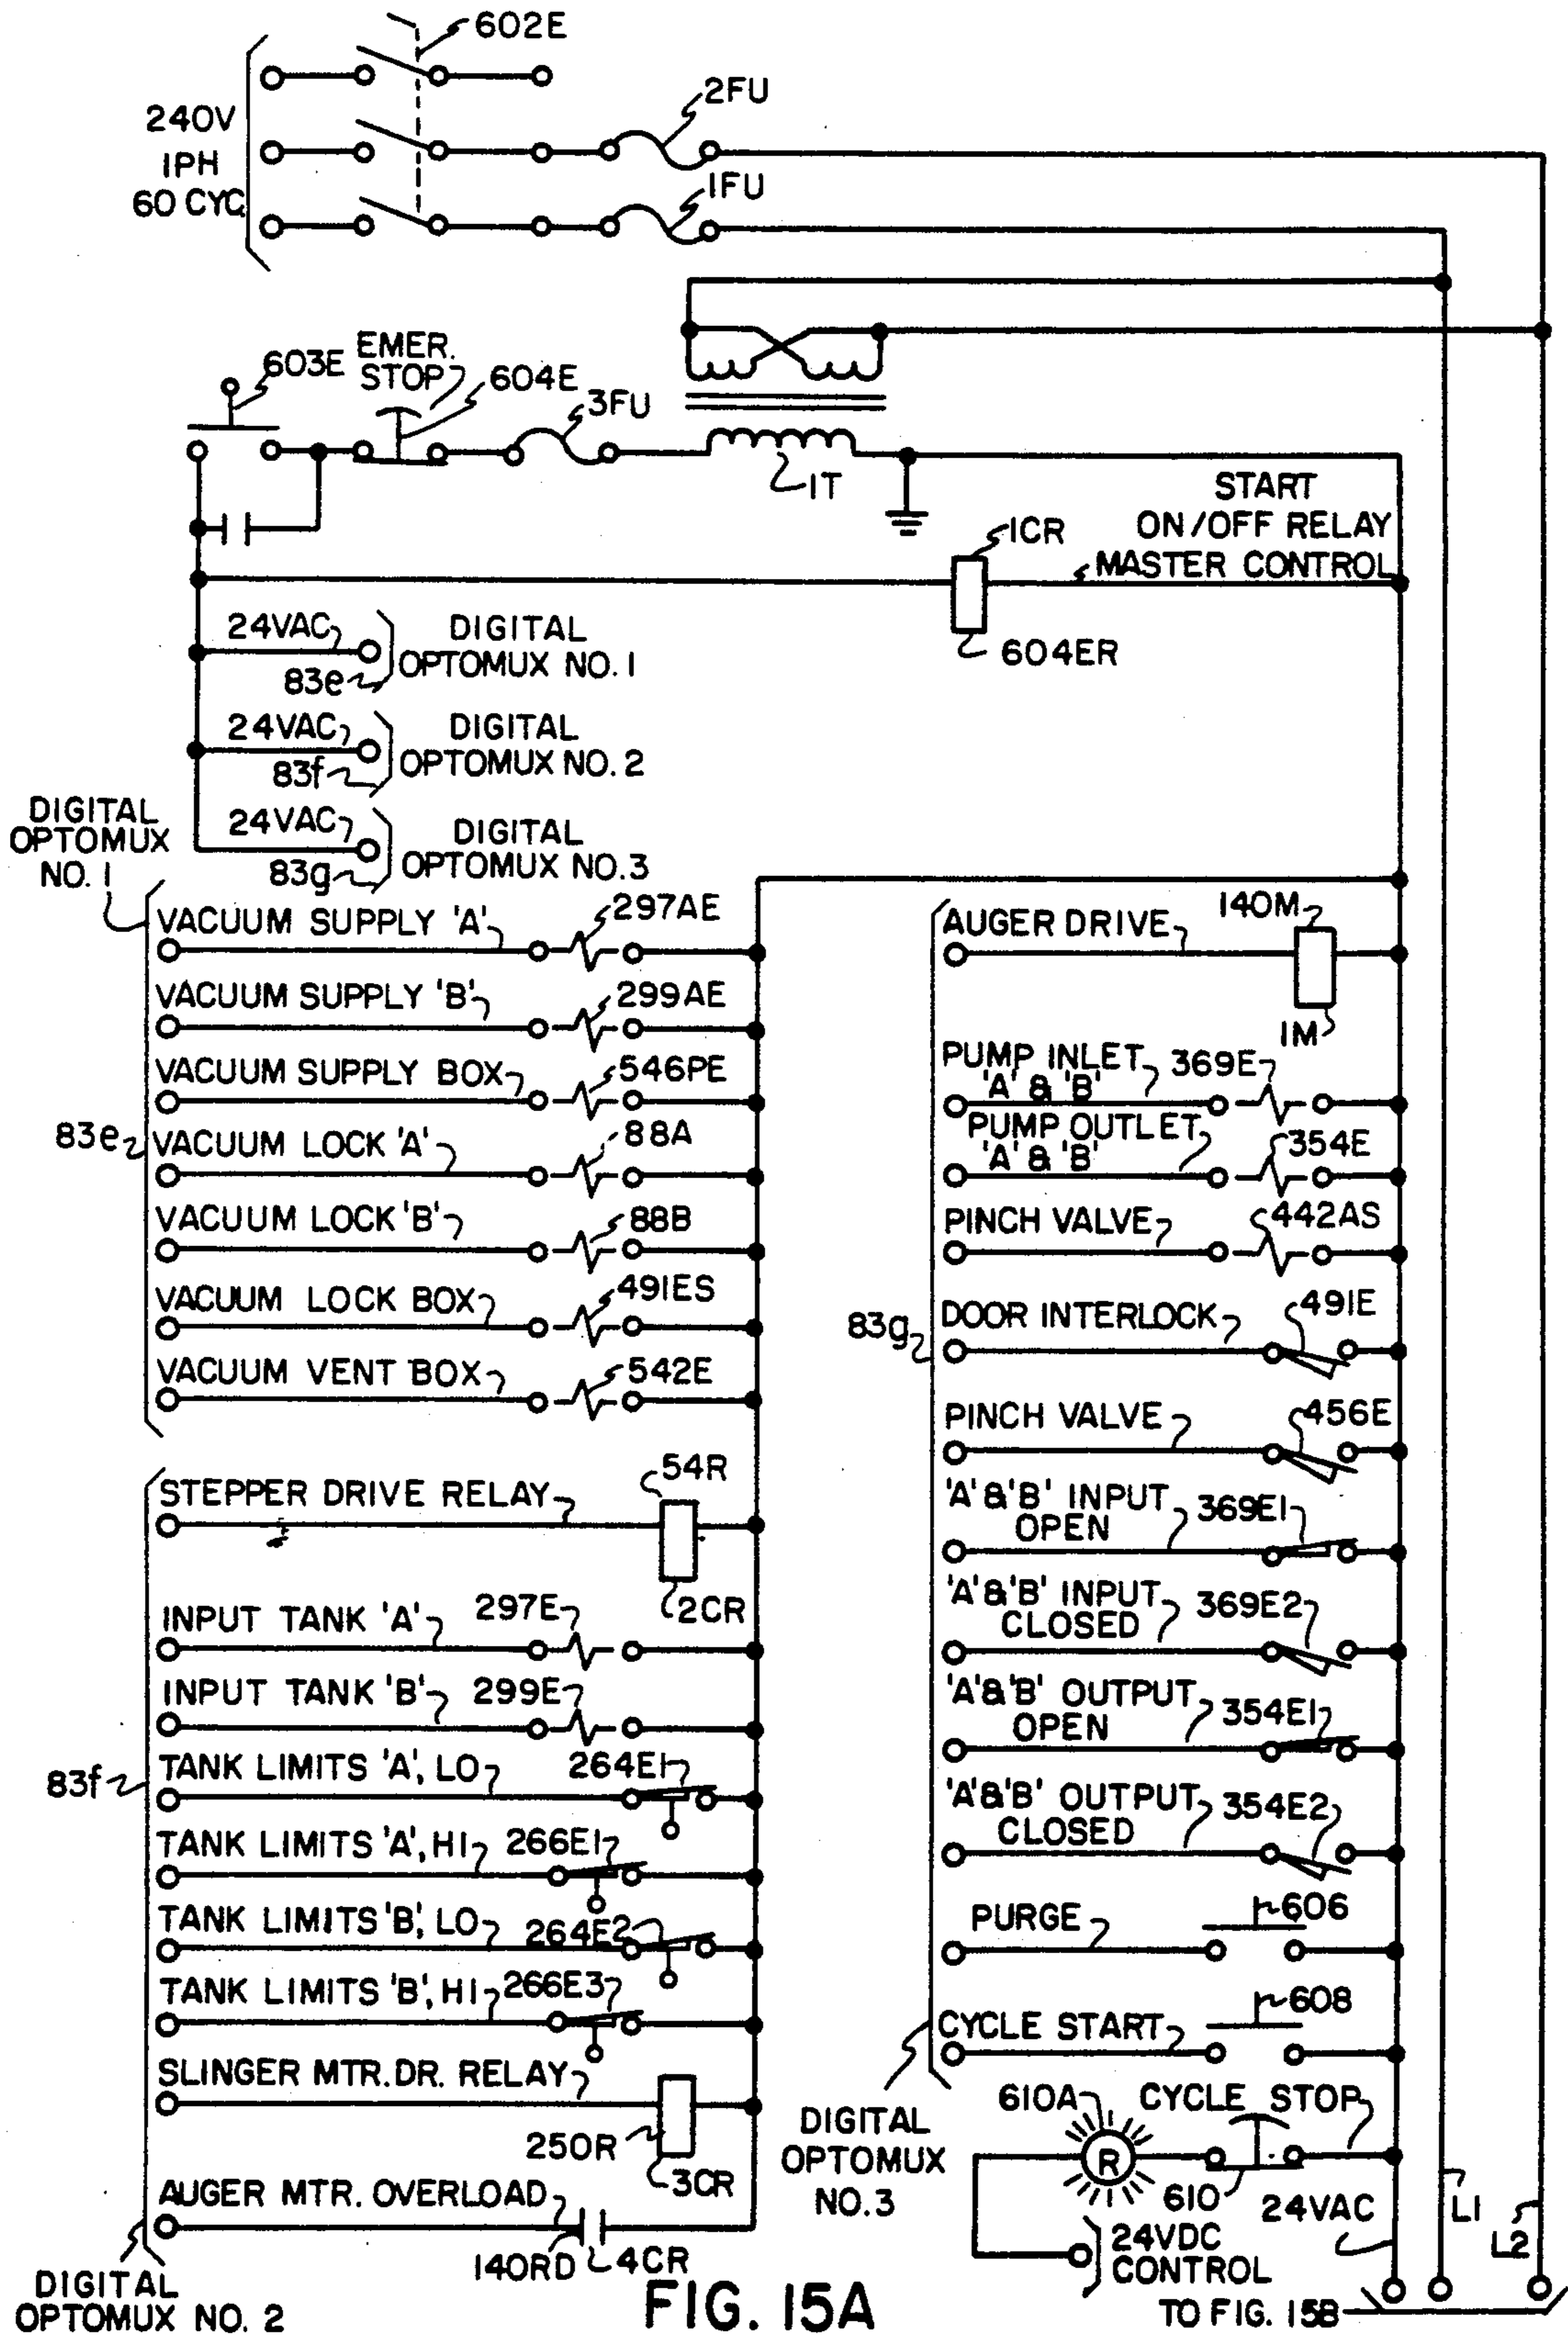 602E
240V
1PH
60 CYC
2FU
1FU
603E
EMER.
STOP
604E
3FU
1T
START
ON/OFF RELAY
MASTER CONTROL
1CR
604ER
24VAC
83e
DIGITAL
OPTOMUX NO. 1
24VAC
83f
DIGITAL
OPTOMUX NO. 2
24VAC
83g
DIGITAL
OPTOMUX NO.3
DIGITAL
OPTOMUX
NO. 1
83e
VACUUM SUPPLY 'A'
297AE
VACUUM SUPPLY 'B'
299AE
VACUUM SUPPLY BOX
546PE
VACUUM LOCK 'A'
88A
VACUUM LOCK 'B'
88B
VACUUM LOCK BOX
491ES
VACUUM VENT BOX
542E
83f
STEPPER DRIVE RELAY
54R
2CR
INPUT TANK 'A'
297E
INPUT TANK 'B'
299E
TANK LIMITS 'A', LO
264E1
TANK LIMITS 'A', HI
266E1
TANK LIMITS 'B', LO
264E2
TANK LIMITS 'B', HI
266E3
SLINGER MTR. DR. RELAY
250R
3CR
AUGER MTR. OVERLOAD
140RD
4CR
DIGITAL
OPTOMUX NO. 2
83g
AUGER DRIVE
140M
1M
PUMP INLET
'A' & 'B'
369E
PUMP OUTLET
'A' & 'B'
354E
PINCH VALVE
442AS
DOOR INTERLOCK
491E
PINCH VALVE
456E
'A' & 'B' INPUT
OPEN
369E1
'A' & 'B' INPUT
CLOSED
369E2
'A' & 'B' OUTPUT
OPEN
354E1
'A' & 'B' OUTPUT
CLOSED
354E2
PURGE
606
CYCLE START
608
DIGITAL
OPTOMUX
NO.3
610A
R
CYCLE STOP
610
24VDC
CONTROL
24VAC
L1
L2
TO FIG. 15B
FIG. 15A